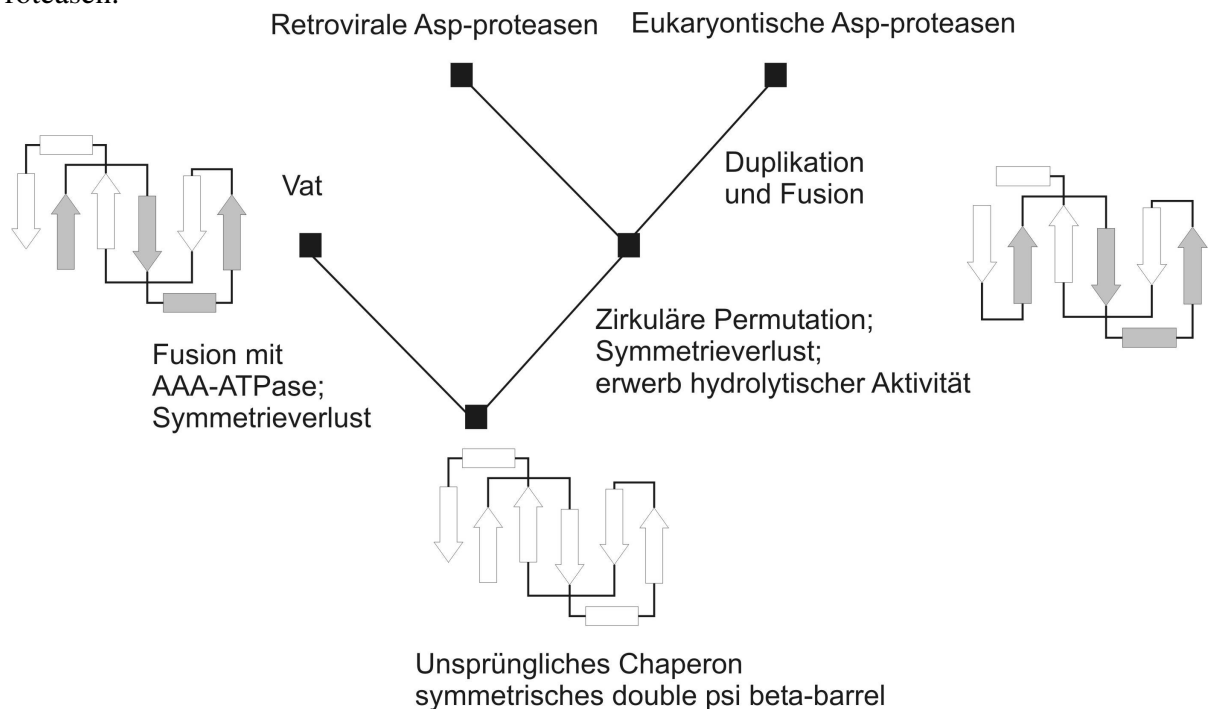 roteasen.
Retrovirale Asp-proteasen
Eukaryontische Asp-proteasen
Duplikation
und Fusion
Vat
Zirkuläre Permutation;
Symmetrieverlust;
erwerb hydrolytischer Aktivität
Fusion mit
AAA-ATPase;
Symmetrieverlust
Unsprüngliches Chaperon
symmetrisches double psi beta-barrel